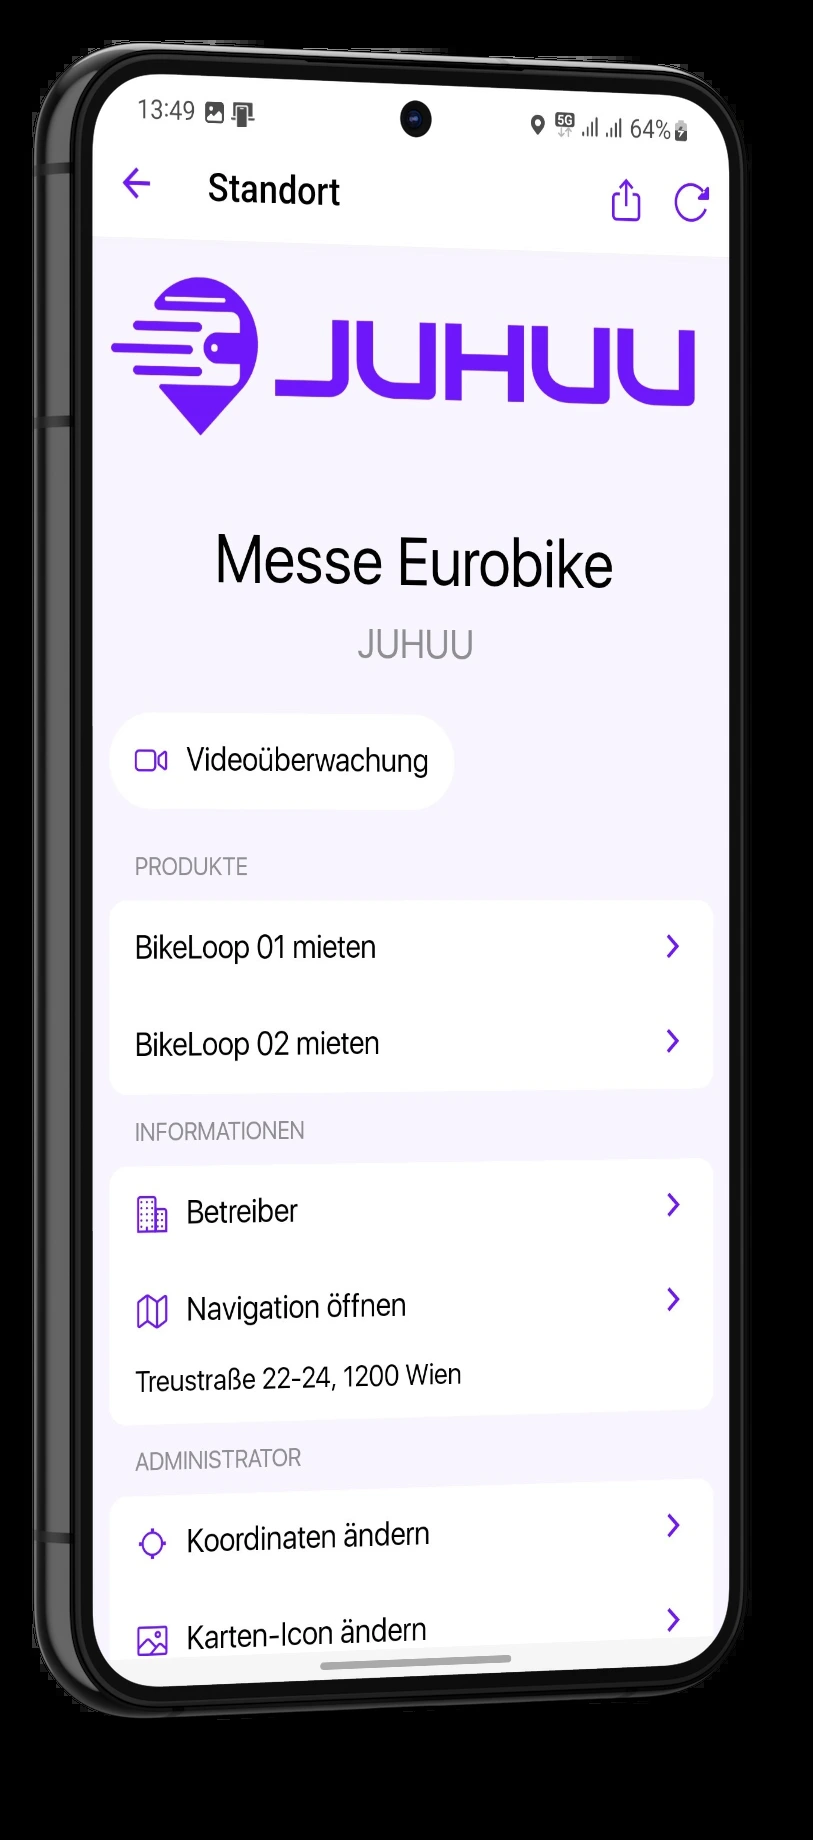 13:49 5G 64%
Standort
JUHUU
Messe Eurobike
JUHUU
Videoüberwachung
PRODUKTE
BikeLoop 01 mieten
BikeLoop 02 mieten
INFORMATIONEN
Betreiber
Navigation öffnen
Treustraße 22-24, 1200 Wien
ADMINISTRATOR
Koordinaten ändern
Karten-Icon ändern